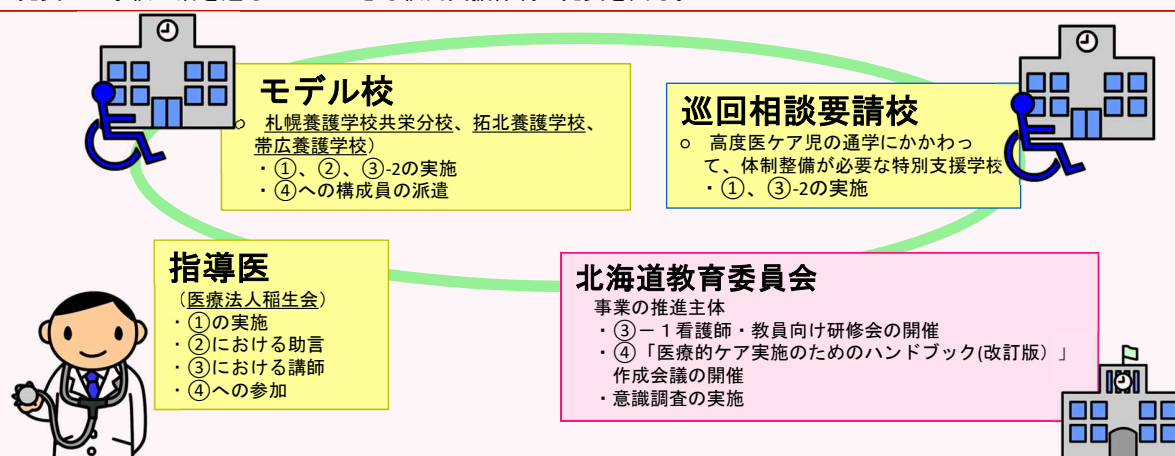 モデル校
○ 札幌養護学校共栄分校、拓北養護学校、
帯広養護学校）
・①、②、③-2の実施
・④への構成員の派遣
巡回相談要請校
○ 高度医ケア児の通学にかかわっ
て、体制整備が必要な特別支援学校
・①、③-2の実施
指導医
（医療法人稲生会）
・①の実施
・②における助言
・③における講師
・④への参加
北海道教育委員会
事業の推進主体
・③－１看護師・教員向け研修会の開催
・④「医療的ケア実施のためのハンドブック(改訂版）」
作成会議の開催
・意識調査の実施